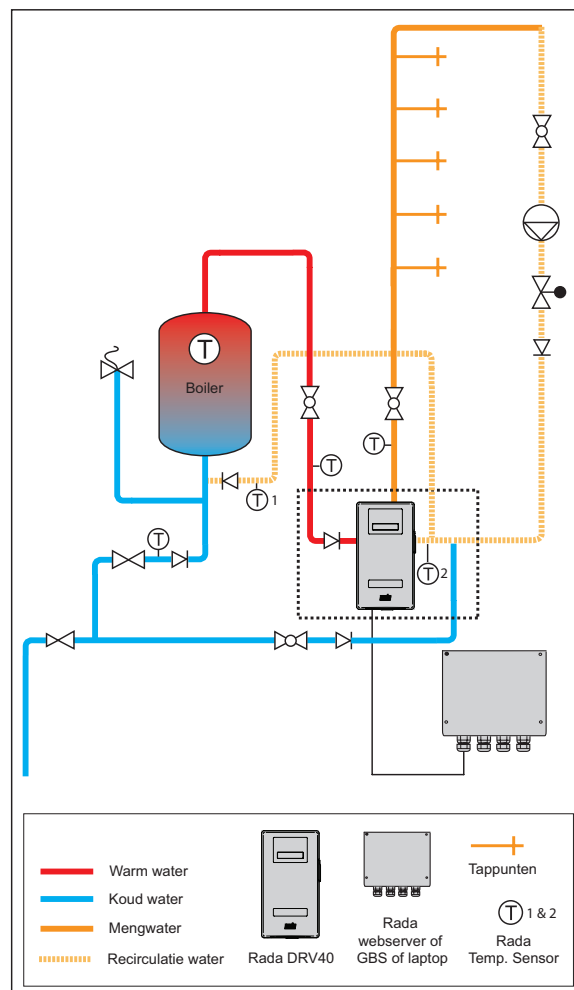 T
Boiler
T
T
T 1
T
T 2
Warm water
Koud water
Mengwater
Recirculatie water
Rada DRV40
Rada
webserver of
GBS of laptop
Tappunten
T 1 & 2
Rada
Temp. Sensor